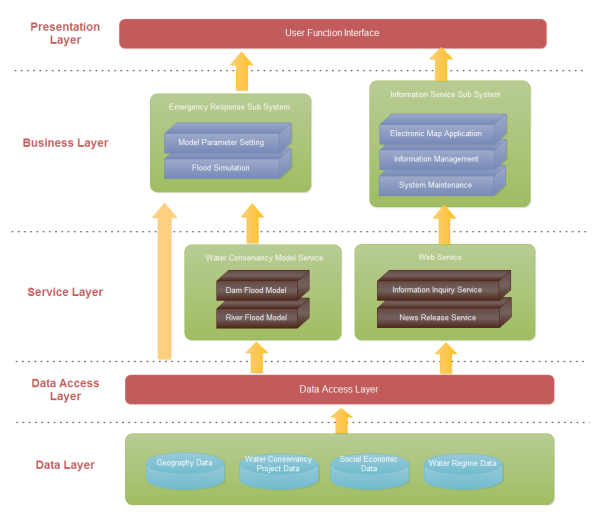 Presentation
Layer
User Function Interface
Business Layer
Emergency Response Sub System
Model Parameter Setting
Flood Simulation
Information Service Sub System
Electronic Map Application
Information Management
System Maintenance
Service Layer
Water Conservancy Model Service
Dam Flood Model
River Flood Model
Web Service
Information Inquiry Service
News Release Service
Data Access
Layer
Data Access Layer
Data Layer
Geography Data
Water Conservancy
Project Data
Social Economic
Data
Water Regime Data